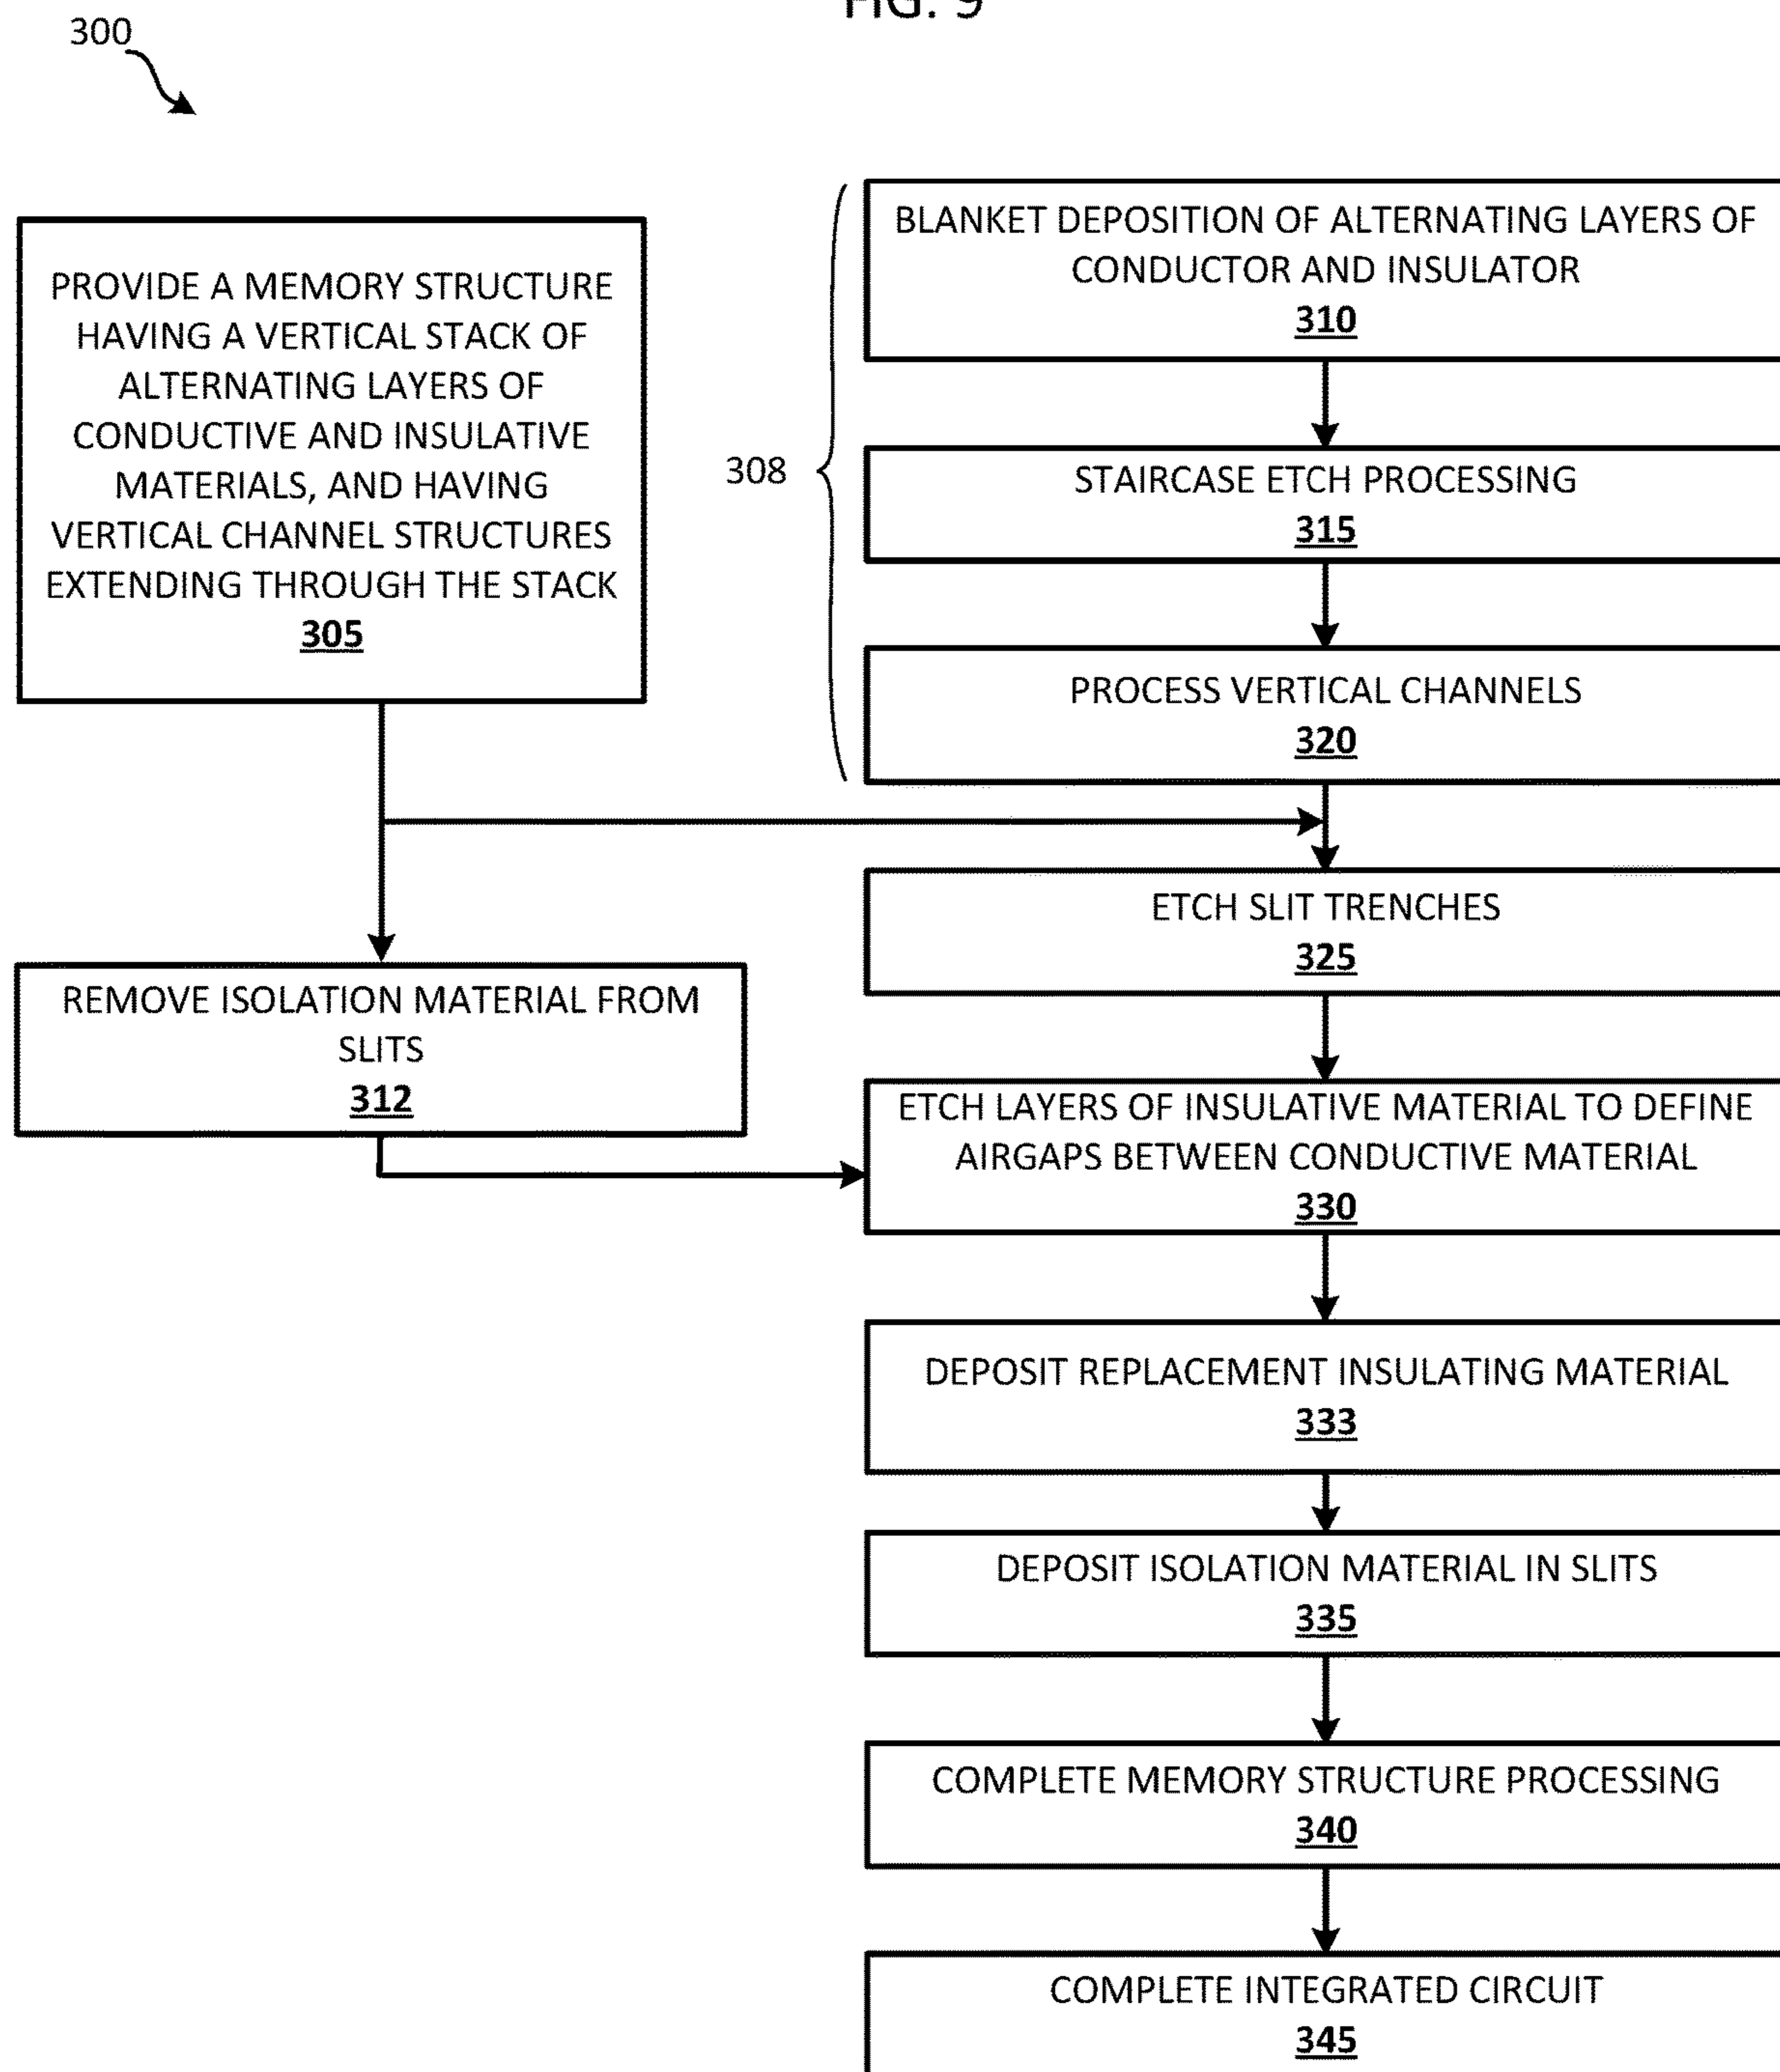 FIG. 9
300
PROVIDE A MEMORY STRUCTURE
HAVING A VERTICAL STACK OF
ALTERNATING LAYERS OF
CONDUCTIVE AND INSULATIVE
MATERIALS, AND HAVING
VERTICAL CHANNEL STRUCTURES
EXTENDING THROUGH THE STACK
305
308
BLANKET DEPOSITION OF ALTERNATING LAYERS OF
CONDUCTOR AND INSULATOR
310
STAIRCASE ETCH PROCESSING
315
PROCESS VERTICAL CHANNELS
320
ETCH SLIT TRENCHES
325
REMOVE ISOLATION MATERIAL FROM
SLITS
312
ETCH LAYERS OF INSULATIVE MATERIAL TO DEFINE
AIRGAPS BETWEEN CONDUCTIVE MATERIAL
330
DEPOSIT REPLACEMENT INSULATING MATERIAL
333
DEPOSIT ISOLATION MATERIAL IN SLITS
335
COMPLETE MEMORY STRUCTURE PROCESSING
340
COMPLETE INTEGRATED CIRCUIT
345